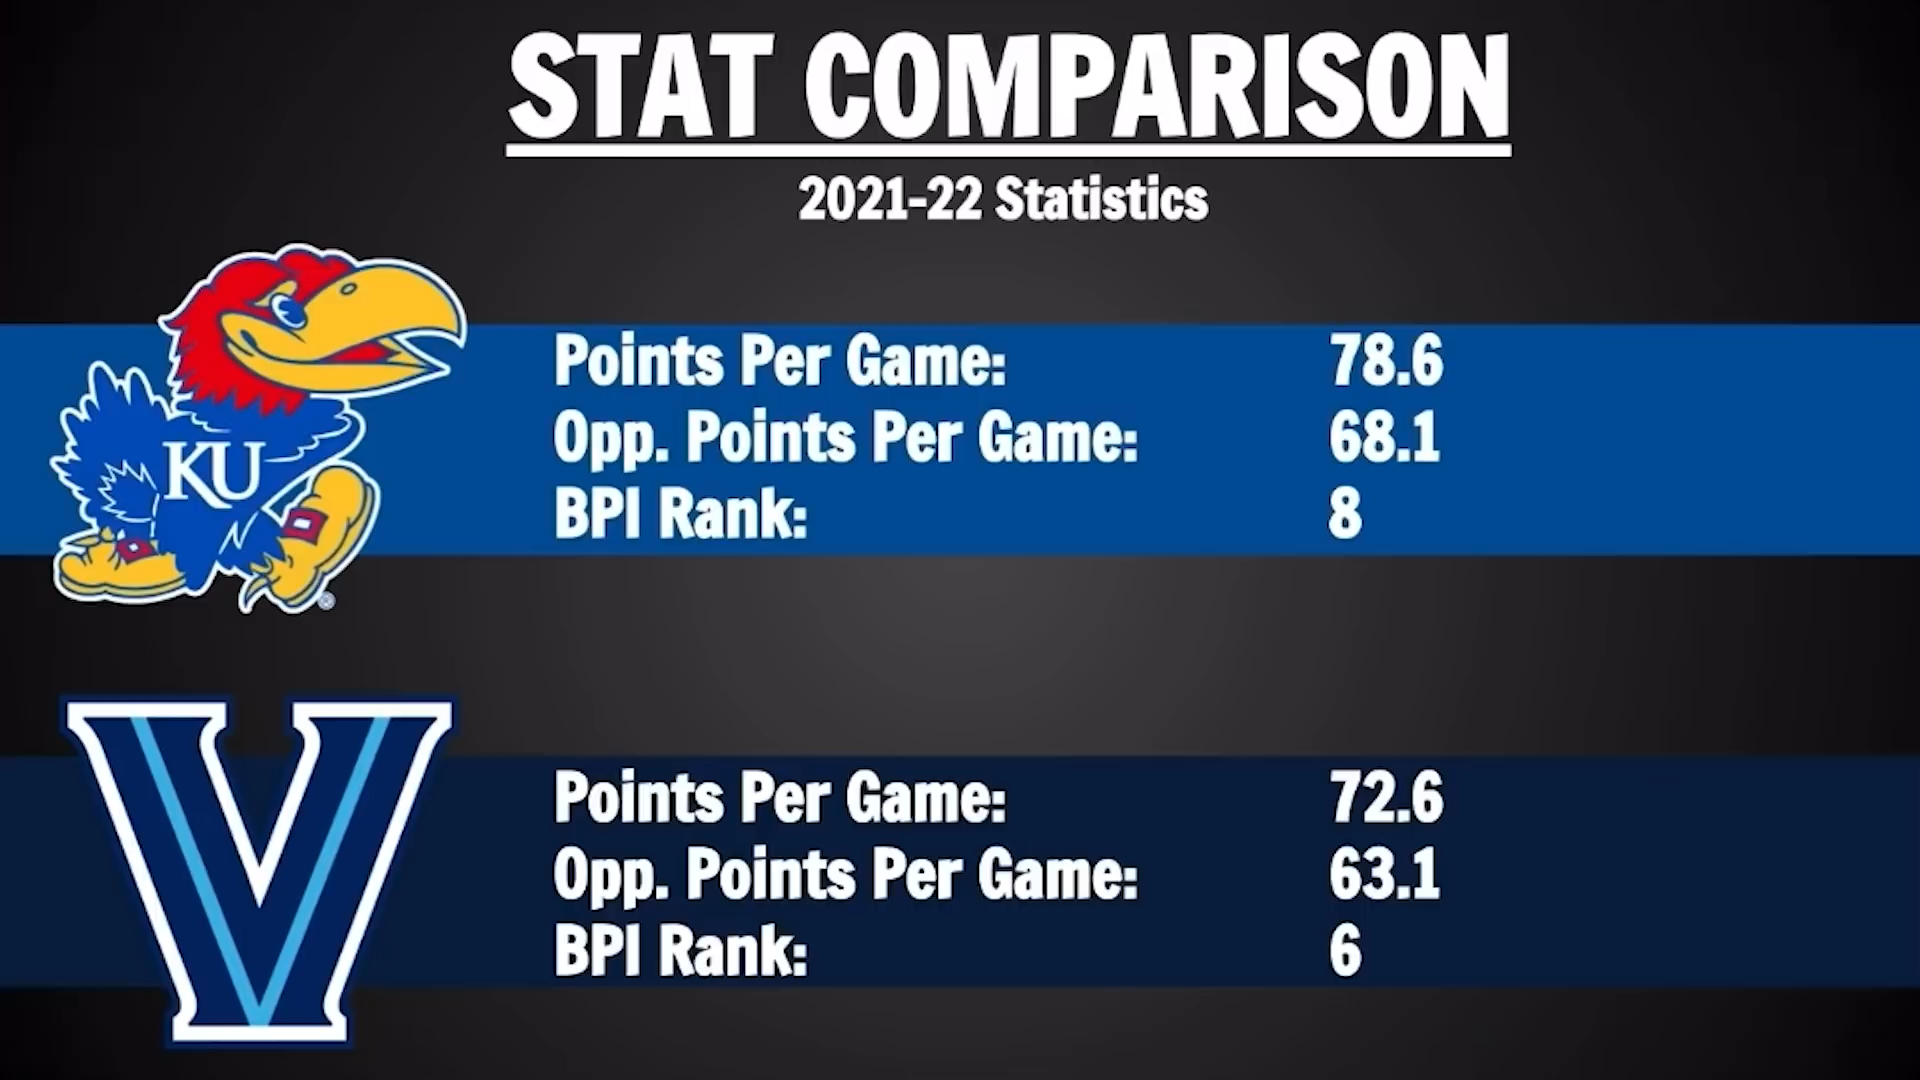 STAT COMPARISON
2021-22 Statistics
Points Per Game: 78.6
Opp. Points Per Game: 68.1
BPI Rank: 8
KU
®
Points Per Game: 72.6
Opp. Points Per Game: 63.1
BPI Rank: 6
V